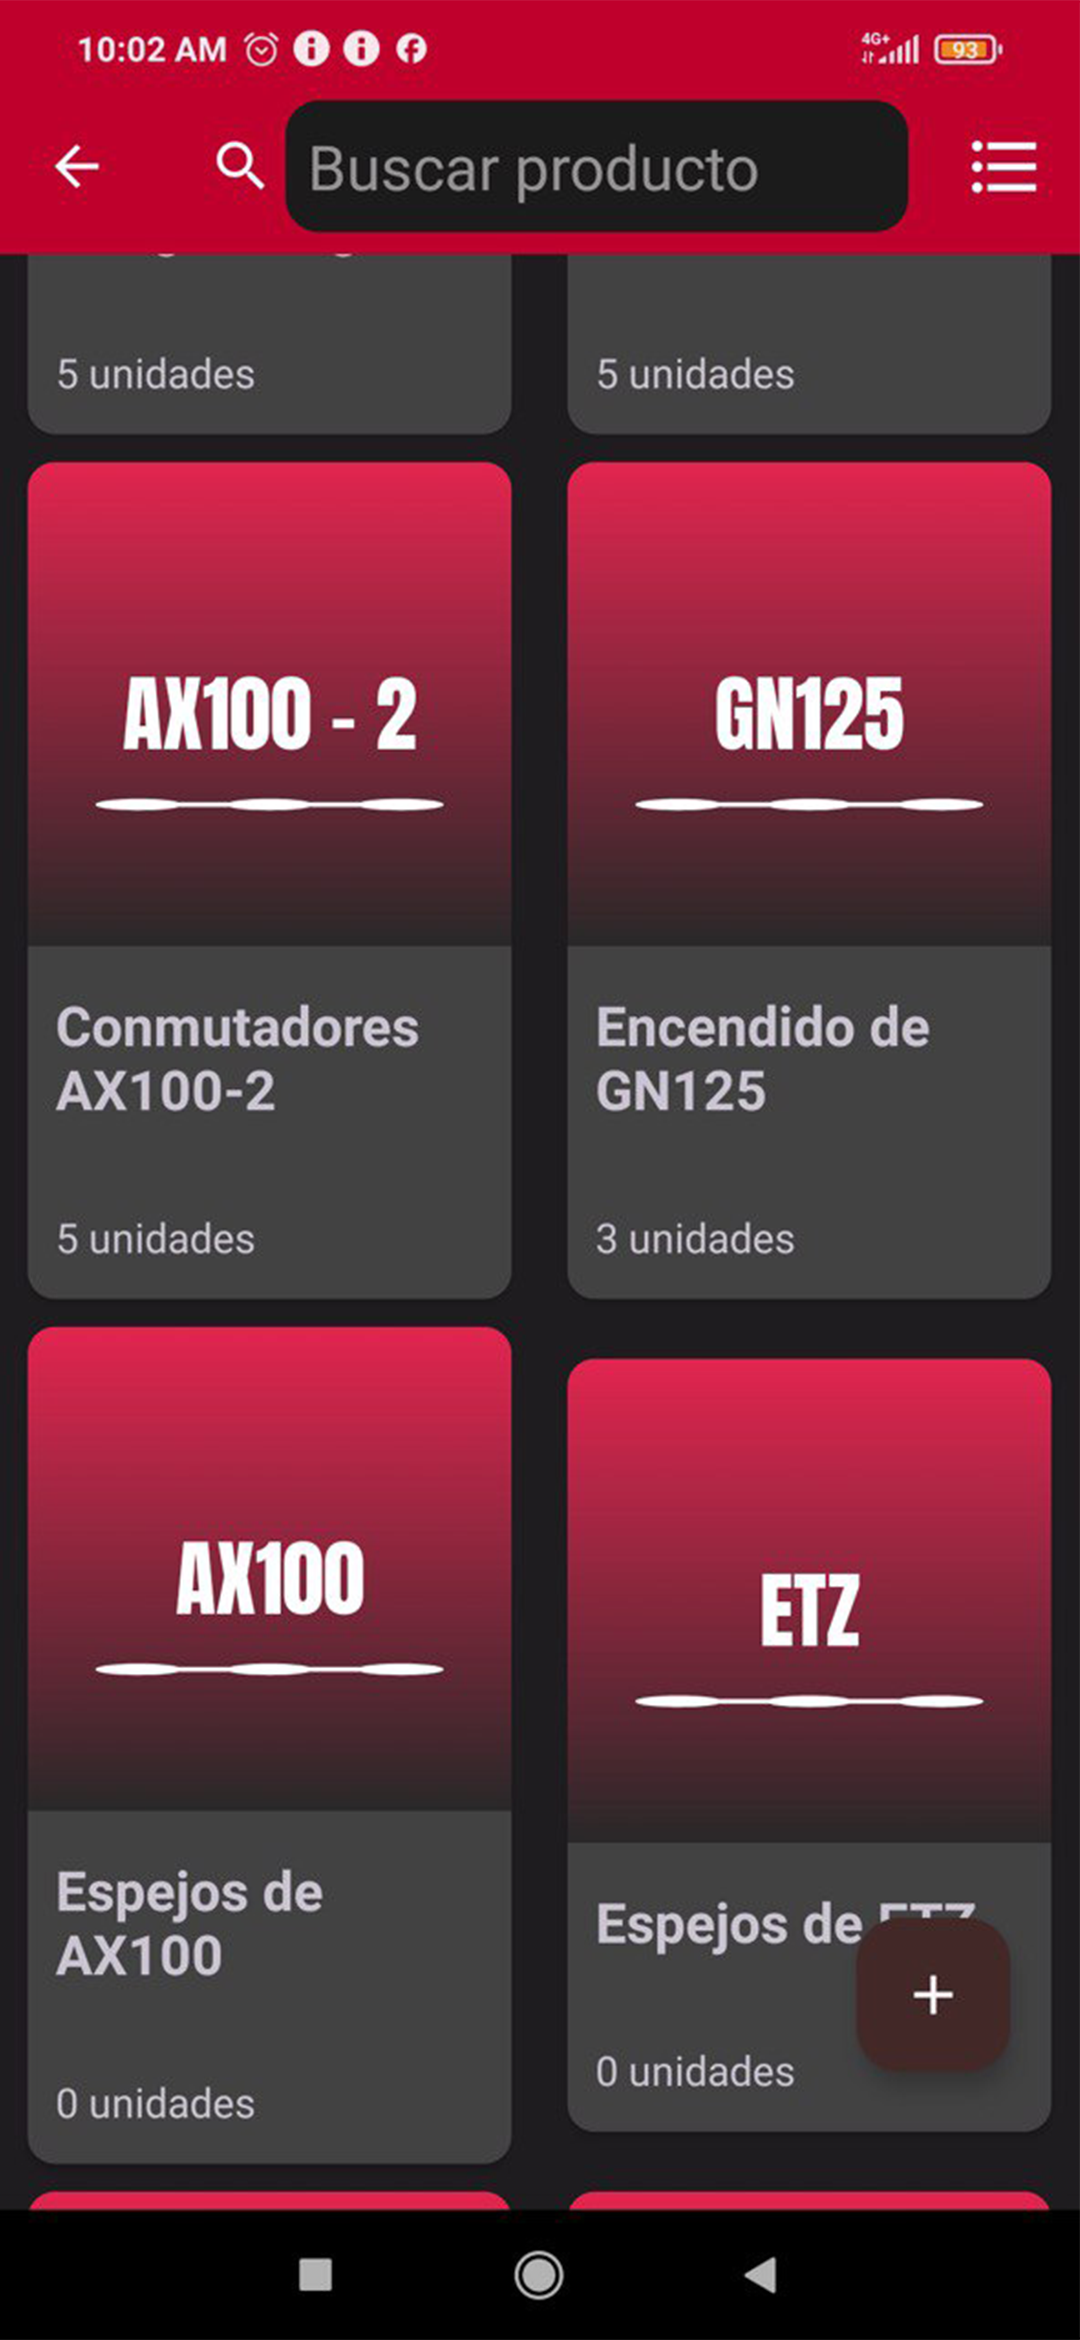 10:02 AM
4G+
93
Buscar producto
5 unidades
5 unidades
AX100 - 2
GN125
Conmutadores
AX100-2
Encendido de
GN125
5 unidades
3 unidades
AX100
ETZ
Espejos de
AX100
Espejos de ETZ
0 unidades
0 unidades